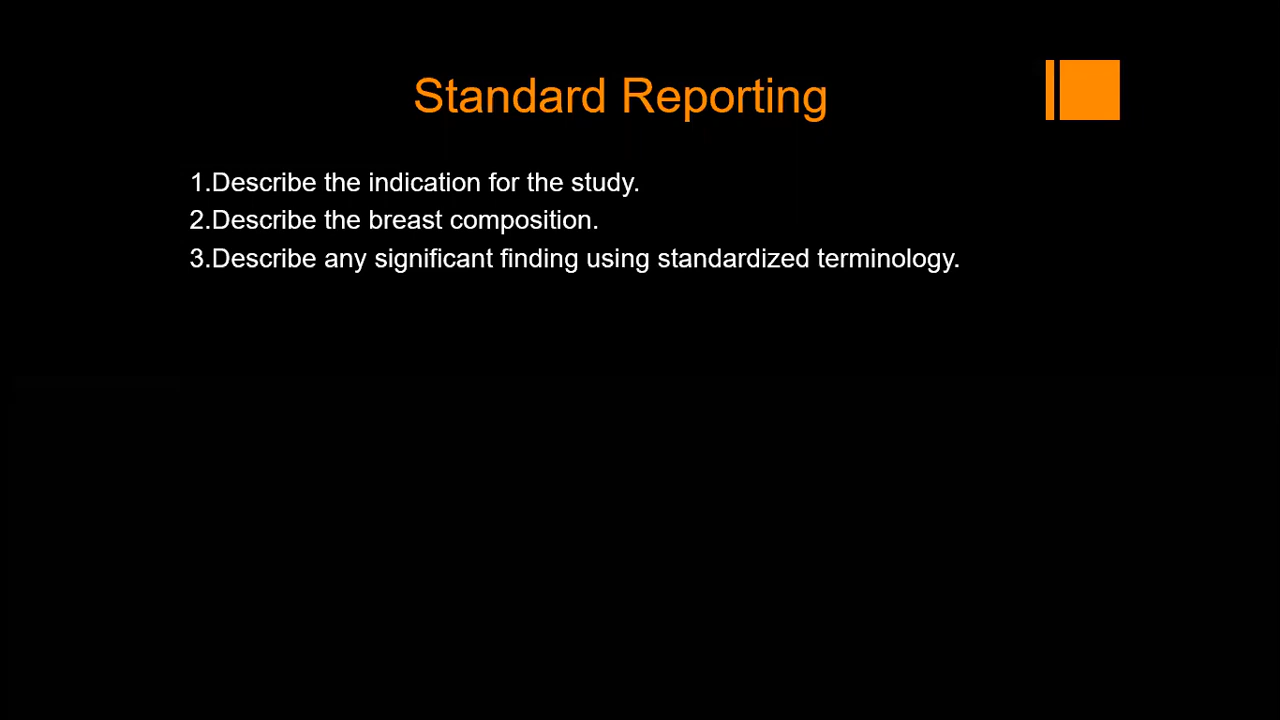 Standard Reporting
1.Describe the indication for the study.
2.Describe the breast composition.
3.Describe any significant finding using standardized terminology.